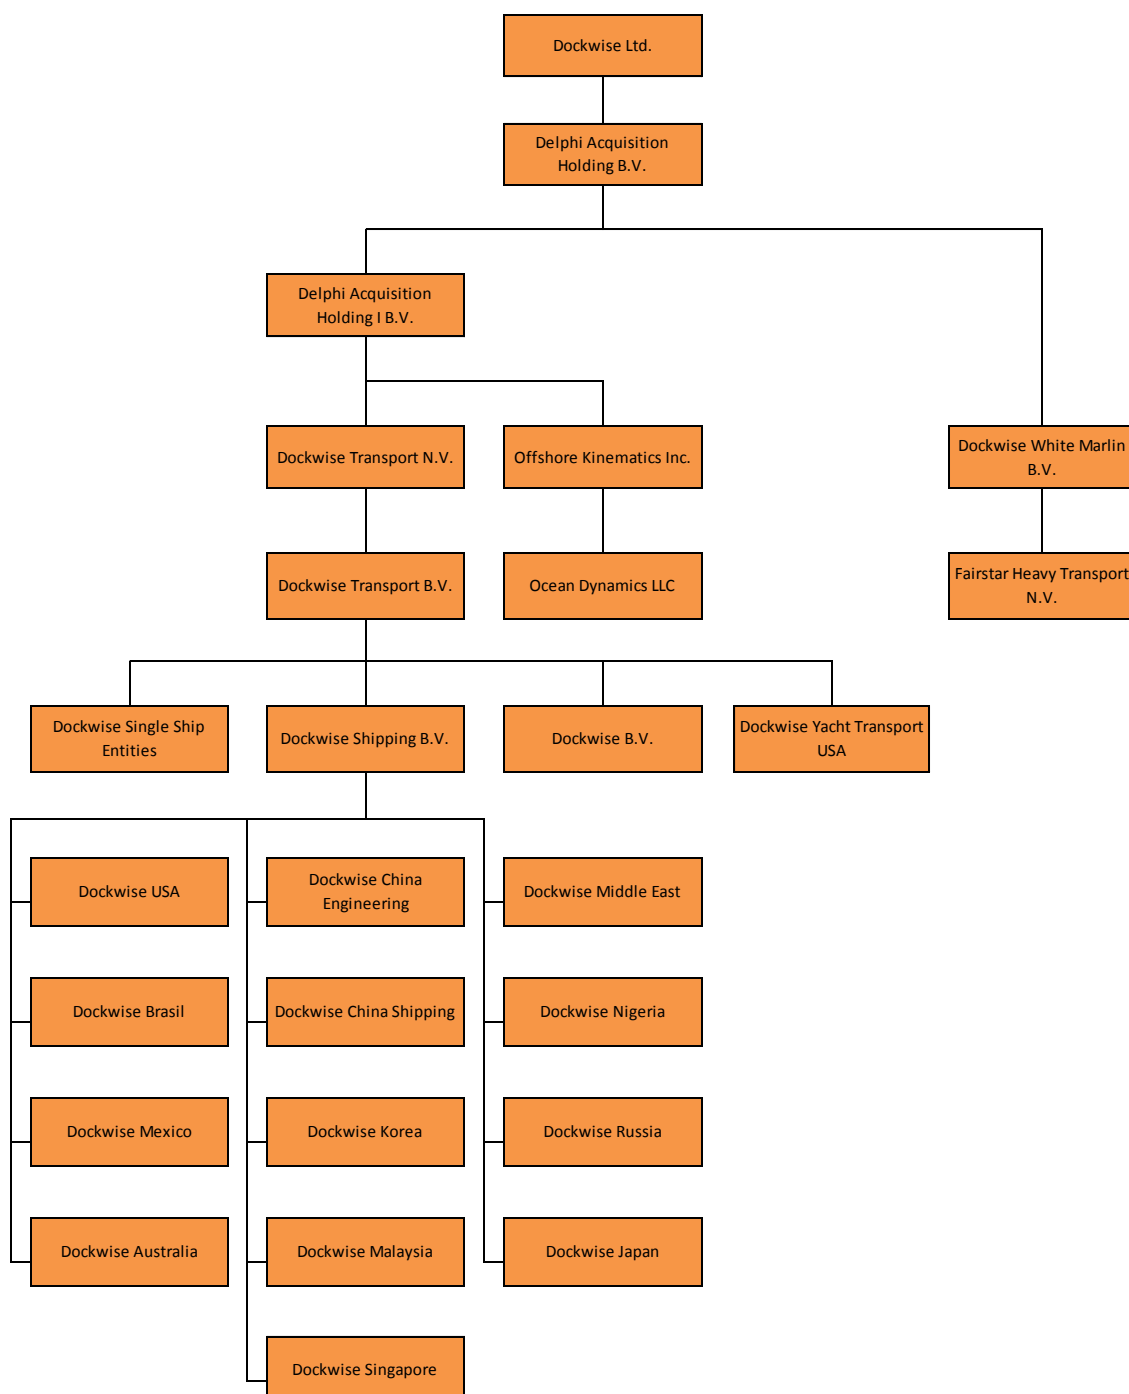 Dockwise Ltd.
Delphi Acquisition
Holding B.V.
Delphi Acquisition
Holding I B.V.
Dockwise Transport N.V.
Offshore Kinematics Inc.
Dockwise White Marlin
B.V.
Dockwise Transport B.V.
Ocean Dynamics LLC
Fairstar Heavy Transport
N.V.
Dockwise Single Ship
Entities
Dockwise Shipping B.V.
Dockwise B.V.
Dockwise Yacht Transport
USA
Dockwise USA
Dockwise China
Engineering
Dockwise Middle East
Dockwise Brasil
Dockwise China Shipping
Dockwise Nigeria
Dockwise Mexico
Dockwise Korea
Dockwise Russia
Dockwise Australia
Dockwise Malaysia
Dockwise Japan
Dockwise Singapore